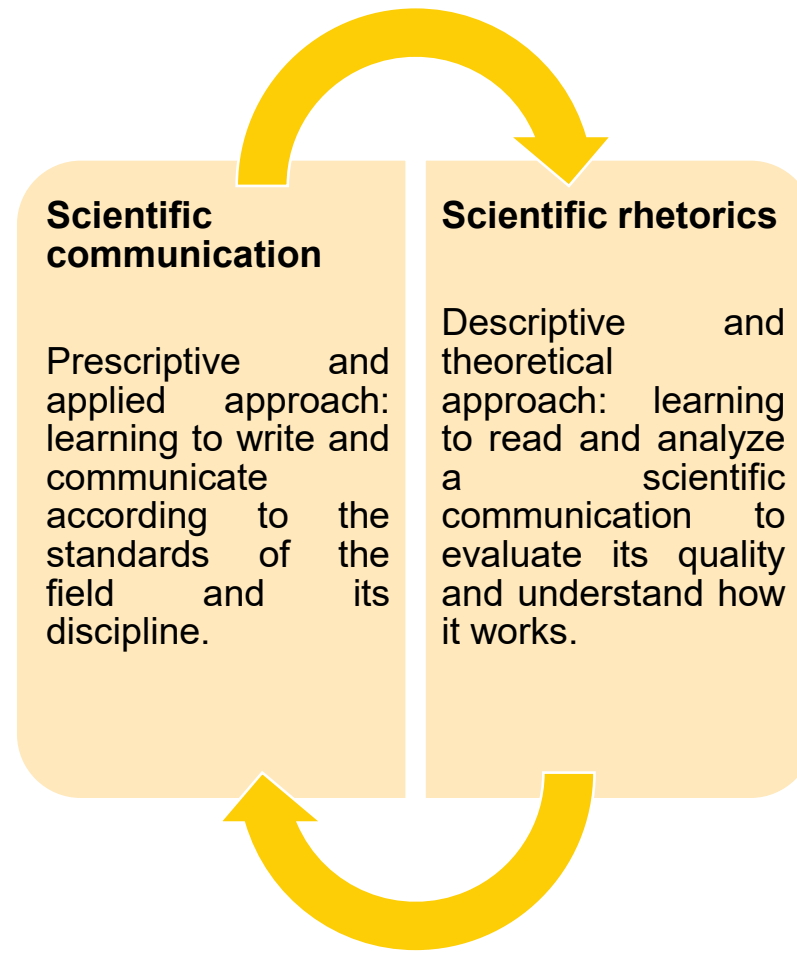 Scientific
communication
Prescriptive and
applied approach:
learning to write and
communicate
according to the
standards of the
field and its
discipline.
Scientific rhetorics
Descriptive and
theoretical
approach: learning
to read and analyze
a scientific
communication to
evaluate its quality
and understand how
it works.